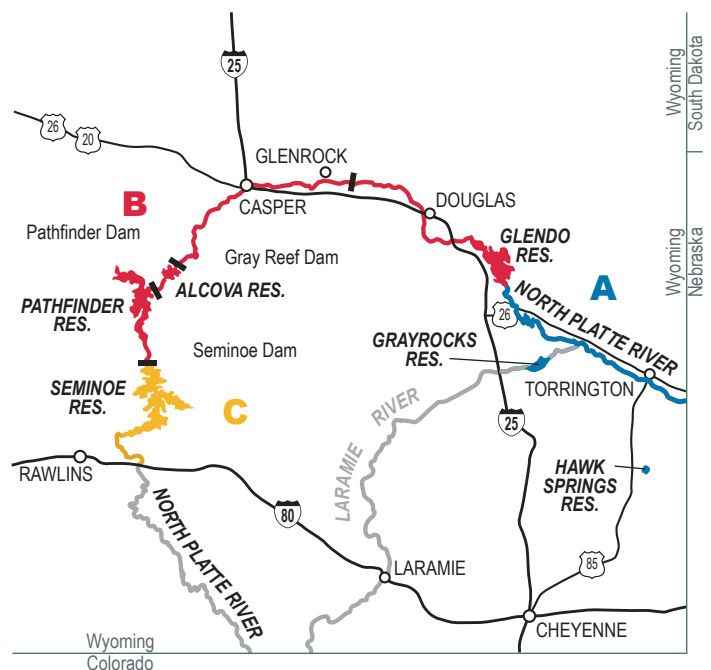 25
Wyoming
South Dakota
26
20
GLENROCK
CASPER
DOUGLAS
B
Pathfinder Dam
GLENDO
RES.
Gray Reef Dam
Wyoming
Nebraska
A
ALCOVA RES.
PATHFINDER
RES.
NORTH PLATTE RIVER
26
GRAYROCKS
RES.
Seminoe Dam
SEMINOE
RES.
TORRINGTON
C
LARAMIE RIVER
25
RAWLINS
HAWK
SPRINGS
RES.
80
NORTH PLATTE RIVER
85
LARAMIE
CHEYENNE
Wyoming
Colorado